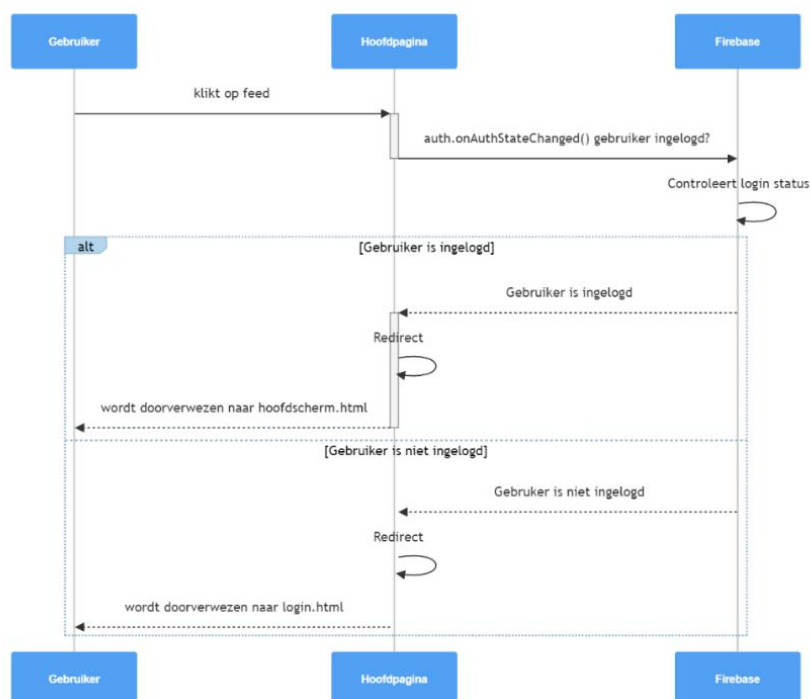 Gebruiker Hoofdpagina Firebase
klikt op feed
auth.onAuthStateChanged() gebruiker ingelogd?
Controleert login status
alt [Gebruiker is ingelogd]
Gebruiker is ingelogd
Redirect
wordt doorverwezen naar hoofdscherm.html
[Gebruiker is niet ingelogd]
Gebruker is niet ingelogd
Redirect
wordt doorverwezen naar login.html
Gebruiker Hoofdpagina Firebase